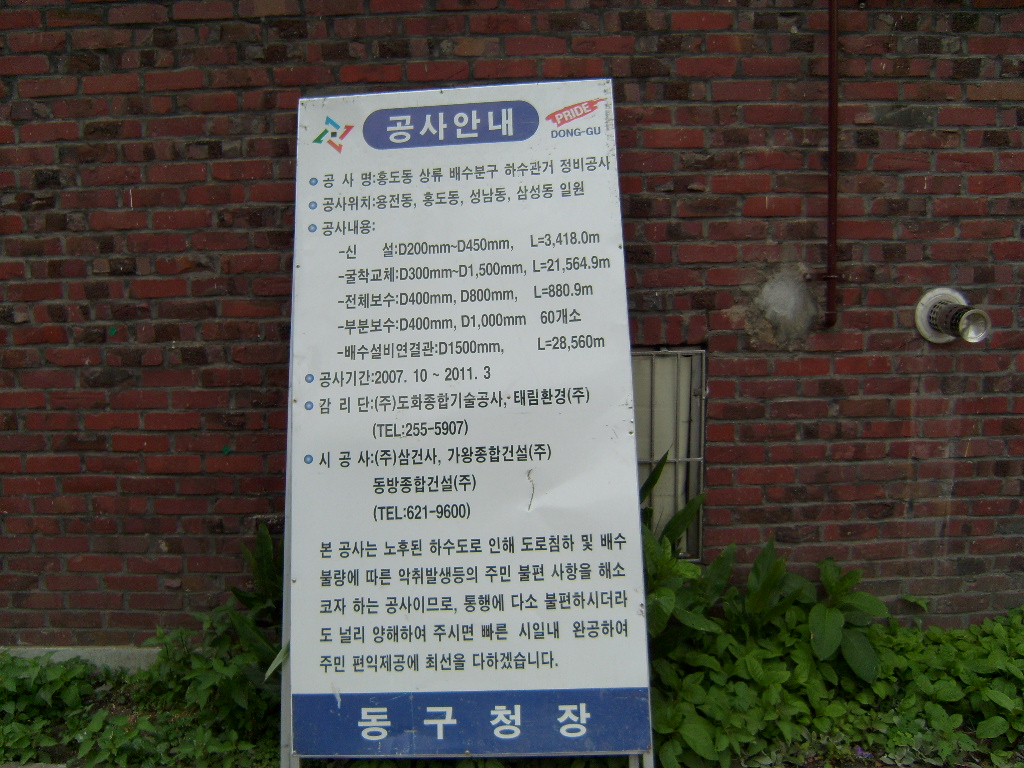 공사안내
PRIDE
DONG-GU
공 사 명:홍도동 상류 배수분구 하수관거 정비공사
공사위치:용전동, 홍도동, 성남동, 삼성동 일원
공사내용:
-신 설:D200mm~D450mm, L=3,418.0m
-굴착교체:D300mm~D1,500mm, L=21,564.9m
-전체보수:D400mm, D800mm, L=880.9m
-부분보수:D400mm, D1,000mm 60개소
-배수설비연결관:D1500mm, L=28,560m
공사기간:2007. 10 ~ 2011. 3
감 리 단:(주)도화종합기술공사, 태림환경(주)
(TEL:255-5907)
시 공 사:(주)삼건사, 가왕종합건설(주)
동방종합건설(주)
(TEL:621-9600)
본 공사는 노후된 하수도로 인해 도로침하 및 배수
불량에 따른 악취발생등의 주민 불편 사항을 해소
코자 하는 공사이므로, 통행에 다소 불편하시더라
도 널리 양해하여 주시면 빠른 시일내 완공하여
주민 편익제공에 최선을 다하겠습니다.
동구청장